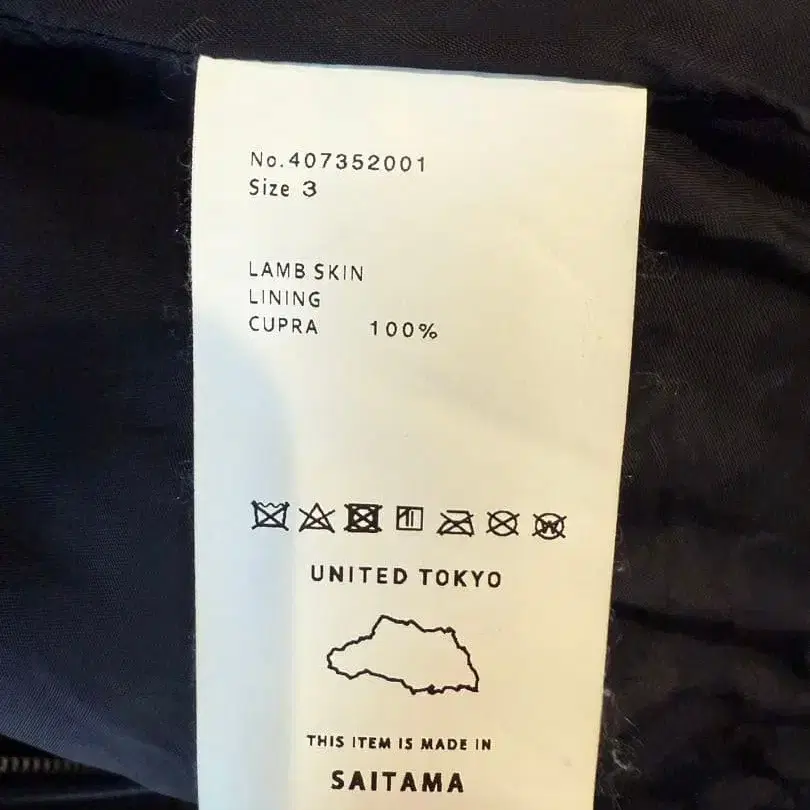 No.407352001
Size 3
LAMB SKIN
LINING
CUPRA 100%
UNITED TOKYO
THIS ITEM IS MADE IN
SAITAMA